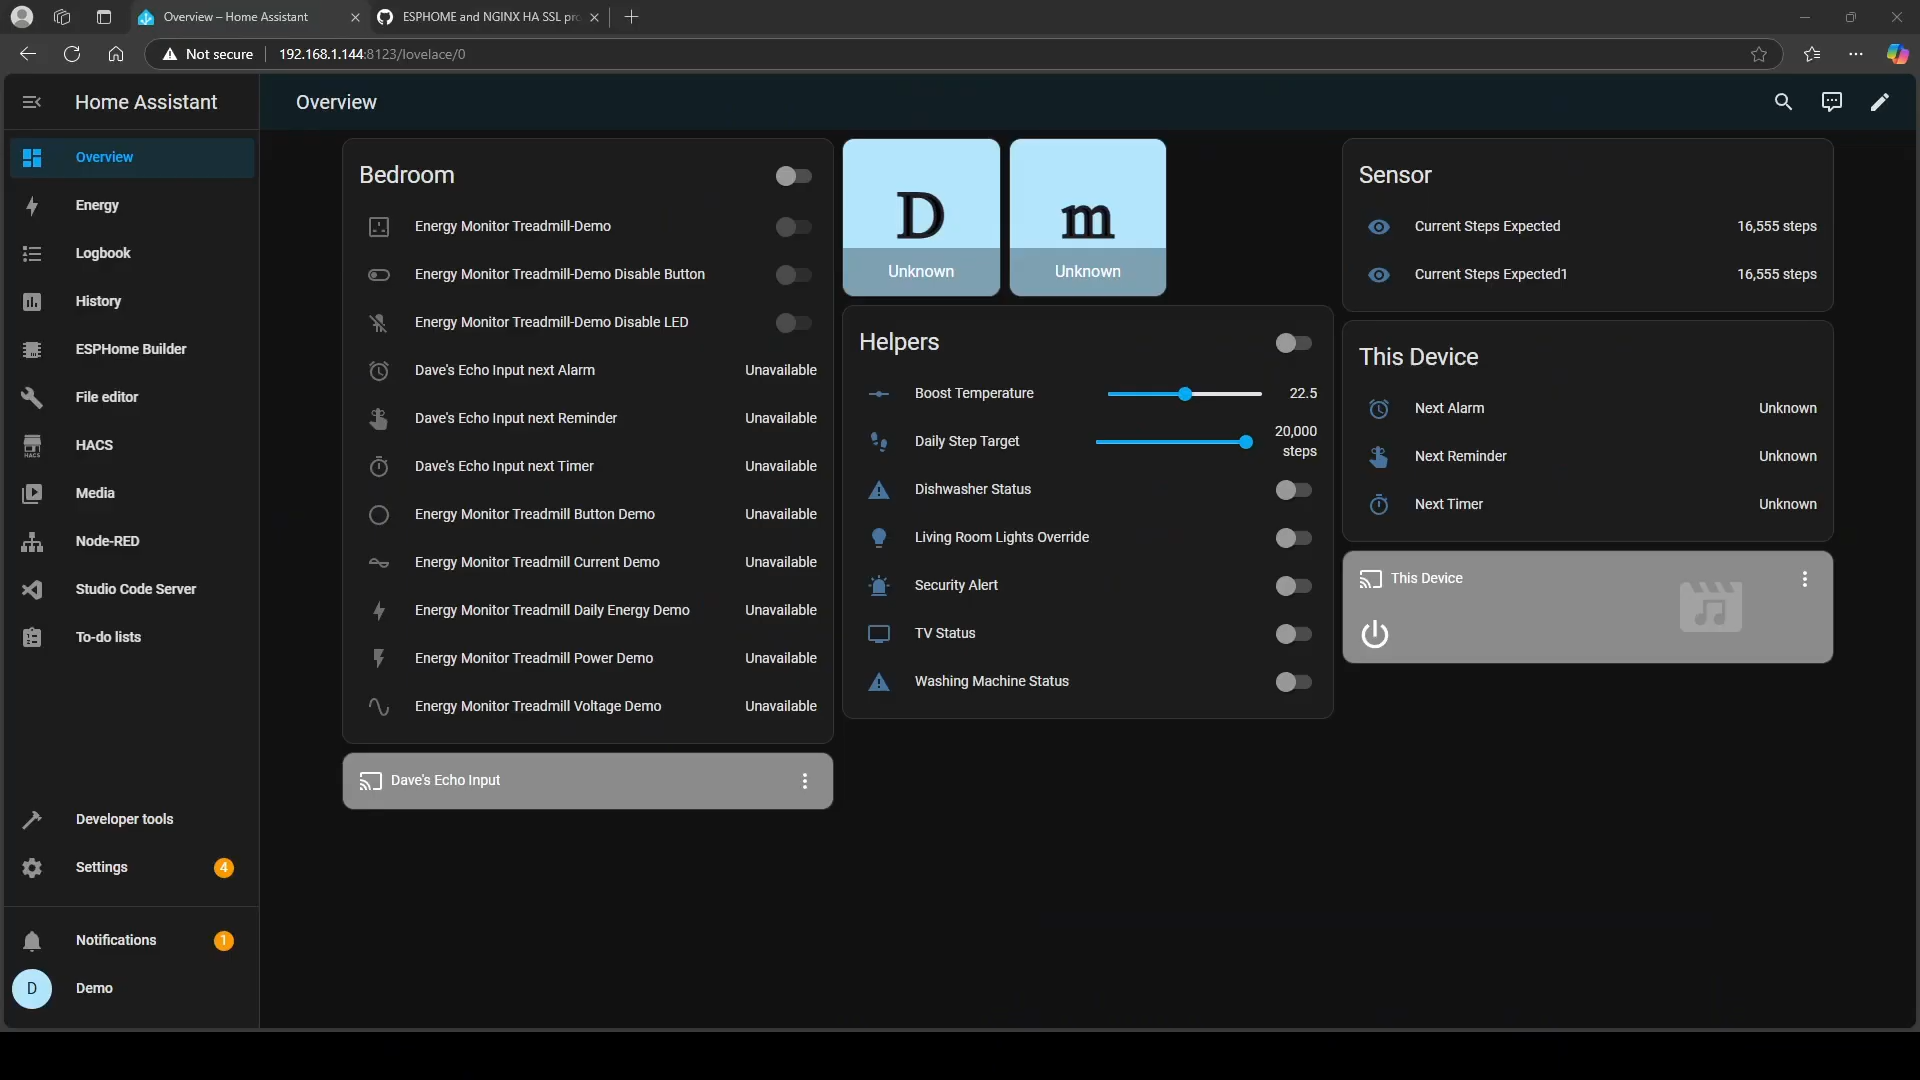 Overview – Home Assistant
ESPHOME and NGINX HA SSL pr
Not secure
192.168.1.144:8123/lovelace/0
Home Assistant
Overview
Overview
Energy
Logbook
History
ESPHome Builder
File editor
HACS
HACS
Media
Node-RED
Studio Code Server
To-do lists
Developer tools
Settings
4
Notifications
1
D
Demo
Bedroom
Energy Monitor Treadmill-Demo
Energy Monitor Treadmill-Demo Disable Button
Energy Monitor Treadmill-Demo Disable LED
Dave's Echo Input next Alarm Unavailable
Dave's Echo Input next Reminder Unavailable
Dave's Echo Input next Timer Unavailable
Energy Monitor Treadmill Button Demo Unavailable
Energy Monitor Treadmill Current Demo Unavailable
Energy Monitor Treadmill Daily Energy Demo Unavailable
Energy Monitor Treadmill Power Demo Unavailable
Energy Monitor Treadmill Voltage Demo Unavailable
Dave's Echo Input
D
Unknown
m
Unknown
Helpers
Boost Temperature 22.5
Daily Step Target 20,000
steps
Dishwasher Status
Living Room Lights Override
Security Alert
TV Status
Washing Machine Status
Sensor
Current Steps Expected 16,555 steps
Current Steps Expected1 16,555 steps
This Device
Next Alarm Unknown
Next Reminder Unknown
Next Timer Unknown
This Device